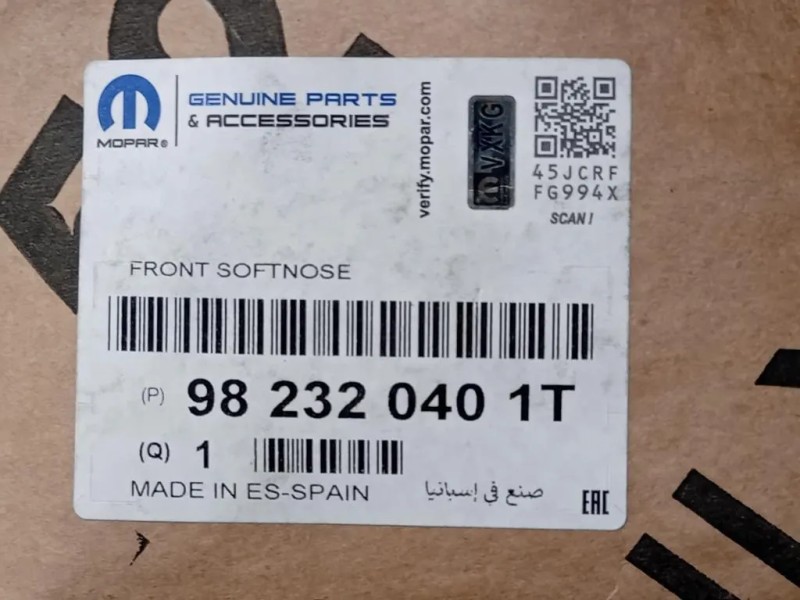 MOPAR®
GENUINE PARTS
& ACCESSORIES
verify.mopar.com
VXKG
45JCRF
FG994X
SCAN!
FRONT SOFTNOSE
(P) 98 232 040 1T
(Q) 1
MADE IN ES-SPAIN صنع في إسبانيا
EAC